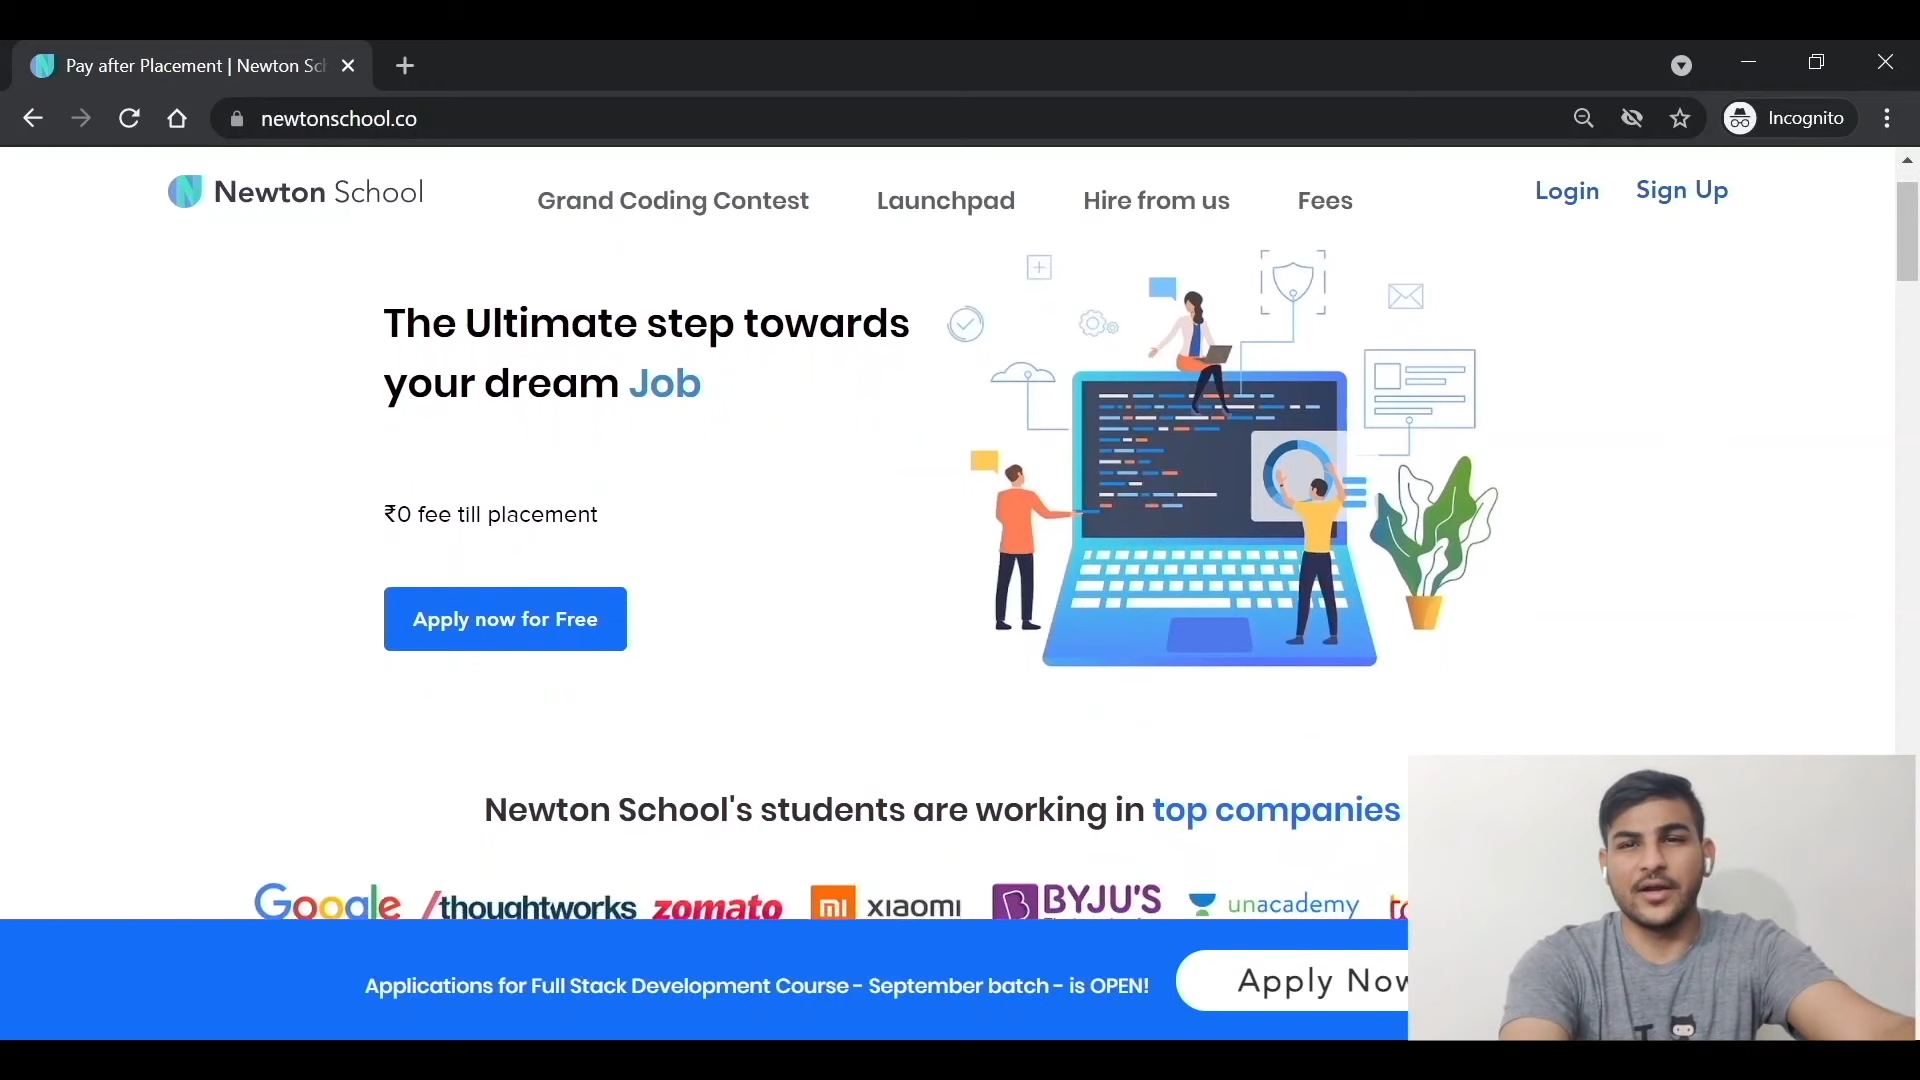 Pay after Placement | Newton Sch
newtonschool.co
Incognito
Newton School
Grand Coding Contest
Launchpad
Hire from us
Fees
Login
Sign Up
The Ultimate step towards
your dream Job
₹0 fee till placement
Apply now for Free
Newton School's students are working in top companies
Google
/thoughtworks
zomato
mi xiaomi
BYJU'S
unacademy
Applications for Full Stack Development Course - September batch - is OPEN!
Apply Now